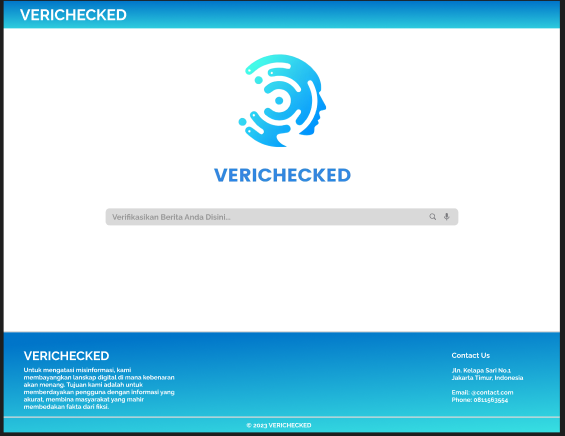 VERICHECKED
VERICHECKED
Verifikasikan Berita Anda Disini...
VERICHECKED
Untuk mengatasi misinformasi, kami
membayangkan lanskap digital di mana kebenaran
akan menang. Tujuan kami adalah untuk
memberdayakan pengguna dengan informasi yang
akurat, membina masyarakat yang mahir
membedakan fakta dari fiksi.
Contact Us
Jln. Kelapa Sari No.1
Jakarta Timur, Indonesia
Email: @contact.com
Phone: 0811563554
© 2023 VERICHECKED